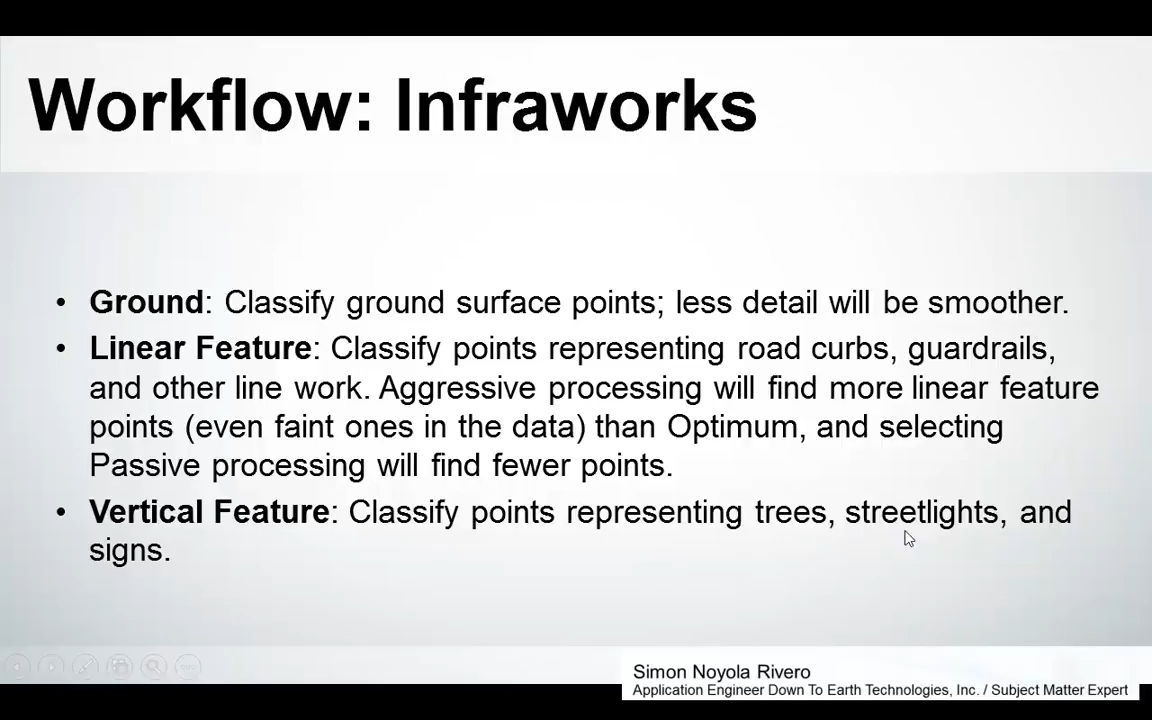 Workflow: Infraworks
• Ground: Classify ground surface points; less detail will be smoother.
• Linear Feature: Classify points representing road curbs, guardrails,
and other line work. Aggressive processing will find more linear feature
points (even faint ones in the data) than Optimum, and selecting
Passive processing will find fewer points.
• Vertical Feature: Classify points representing trees, streetlights, and
signs.
Simon Noyola Rivero
Application Engineer Down To Earth Technologies, Inc. / Subject Matter Expert